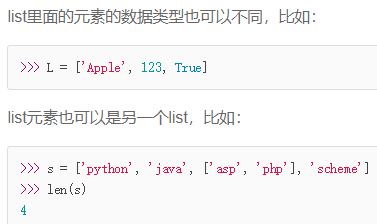 list里面的元素的数据类型也可以不同，比如：
>>> L = ['Apple', 123, True]
list元素也可以是另一个list，比如：
>>> s = ['python', 'java', ['asp', 'php'], 'scheme']
>>> len(s)
4